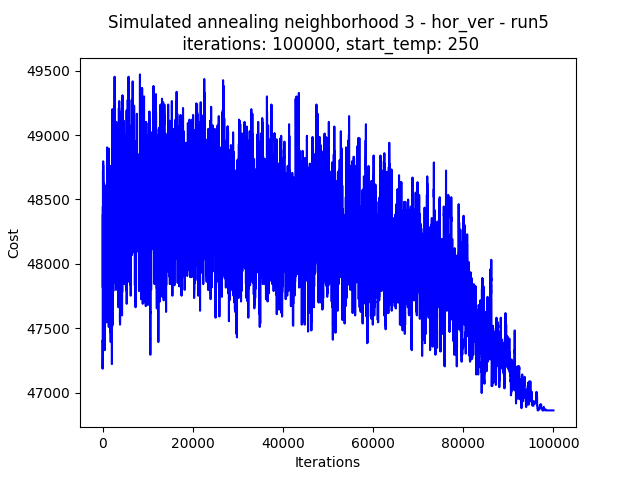 Simulated annealing neighborhood 3 - hor_ver - run5
iterations: 100000, start_temp: 250
49500
49000
48500
48000
47500
47000
Cost
0 20000 40000 60000 80000 100000
Iterations